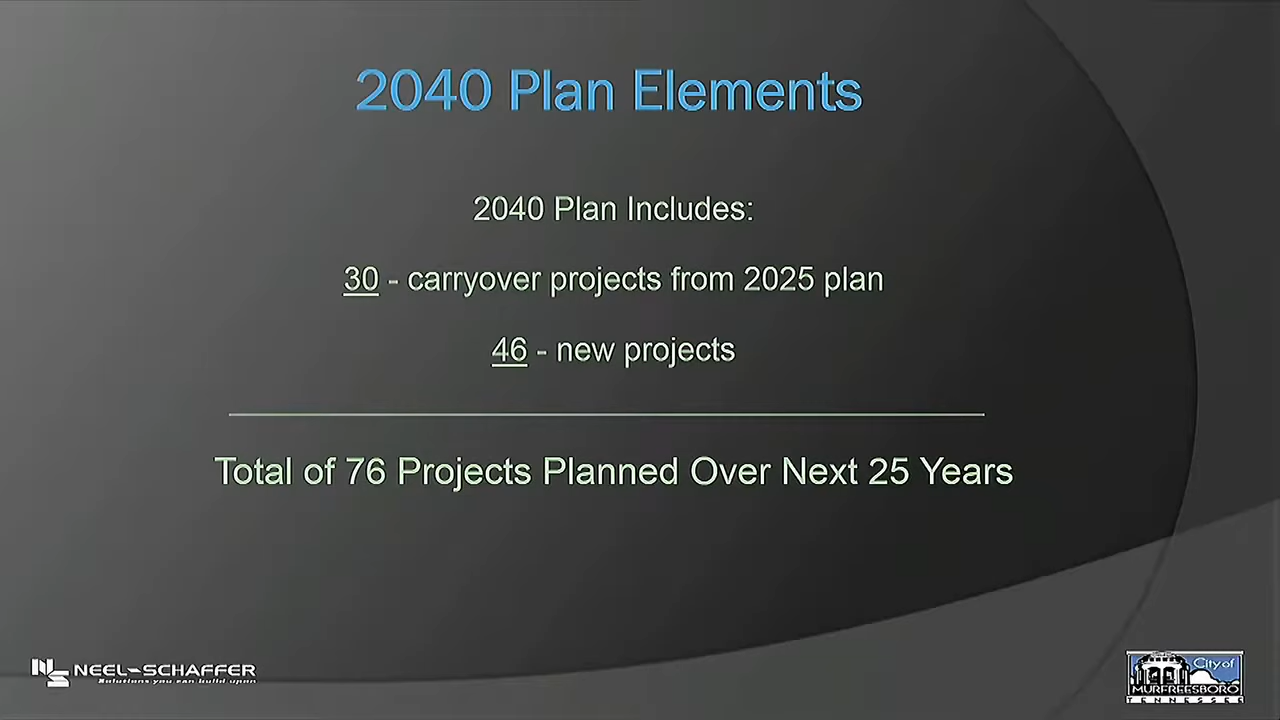 2040 Plan Elements
2040 Plan Includes:
30 - carryover projects from 2025 plan
46 - new projects
Total of 76 Projects Planned Over Next 25 Years
NS NEEL-SCHAFFER
Solutions you can build upon
City of
MURFREESBORO
TENNESSEE